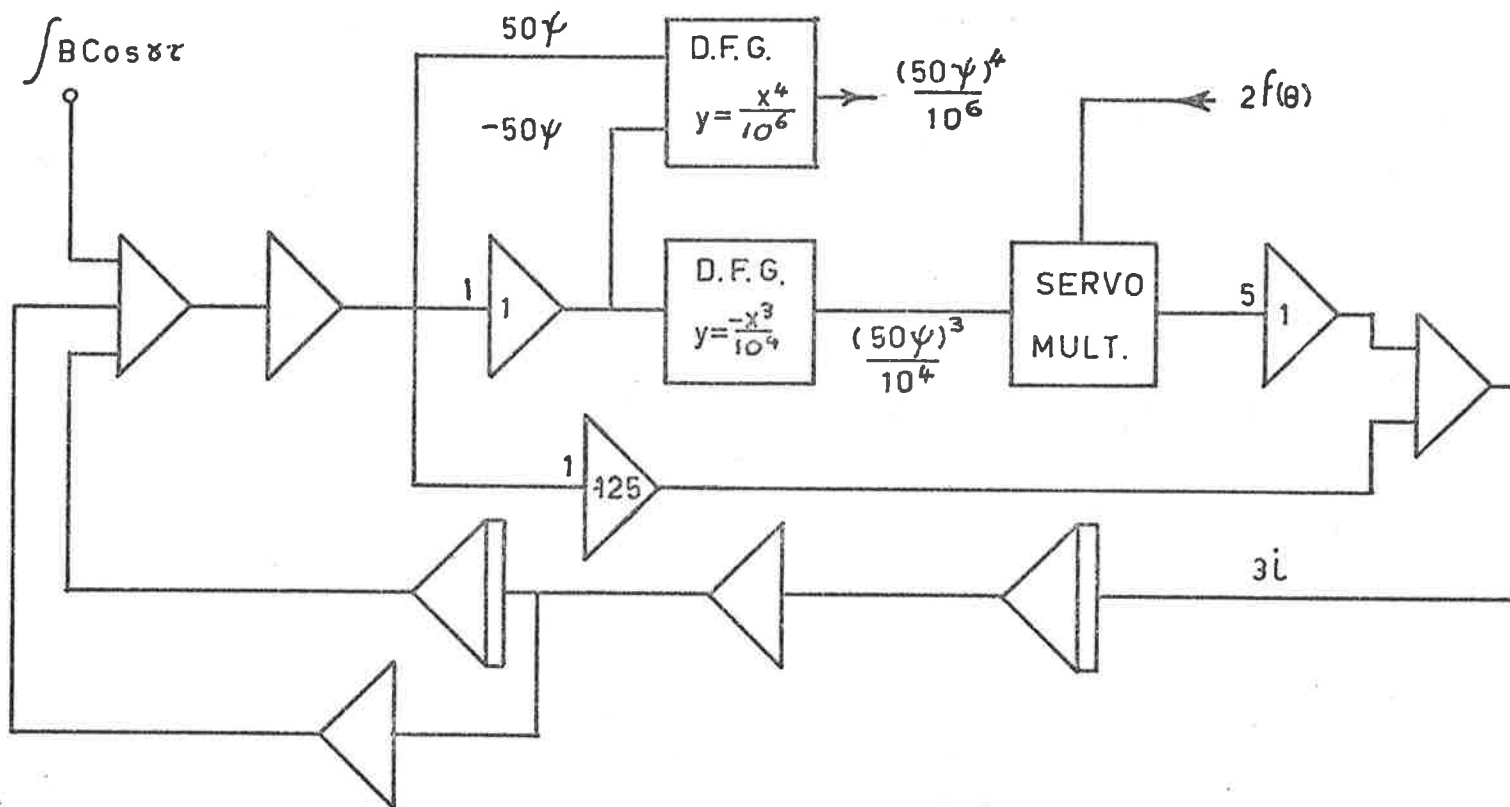 ∫BCosγτ
50ψ
-50ψ
D.F.G.
y=x⁴/10⁶
(50ψ)⁴/10⁶
2f(θ)
1
1
D.F.G.
y=-x³/10⁴
(50ψ)³/10⁴
SERVO
MULT.
5
1
1
·125
3i